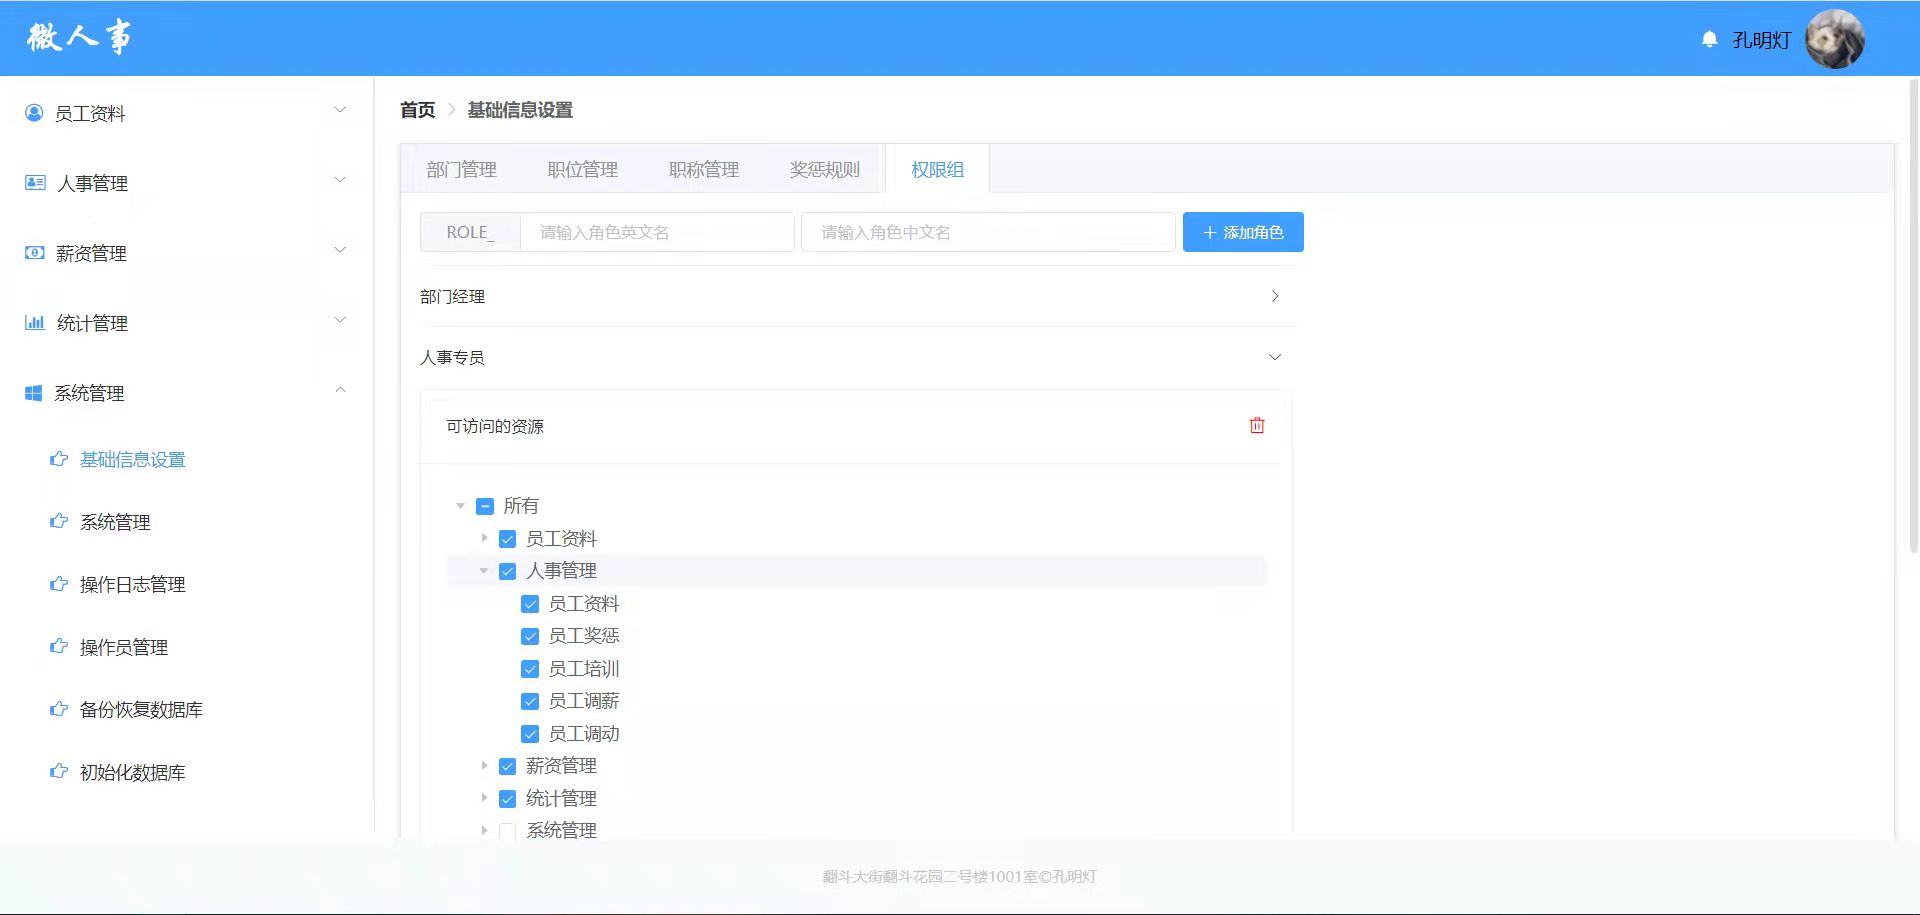 微人事
孔明灯
员工资料
人事管理
薪资管理
统计管理
系统管理
基础信息设置
系统管理
操作日志管理
操作员管理
备份恢复数据库
初始化数据库
首页 基础信息设置
部门管理 职位管理 职称管理 奖惩规则 权限组
ROLE_ 请输入角色英文名 请输入角色中文名 添加角色
部门经理
人事专员
可访问的资源
所有
员工资料
人事管理
员工资料
员工奖惩
员工培训
员工调薪
员工调动
薪资管理
统计管理
系统管理
翻斗大街翻斗花园二号楼1001室©孔明灯